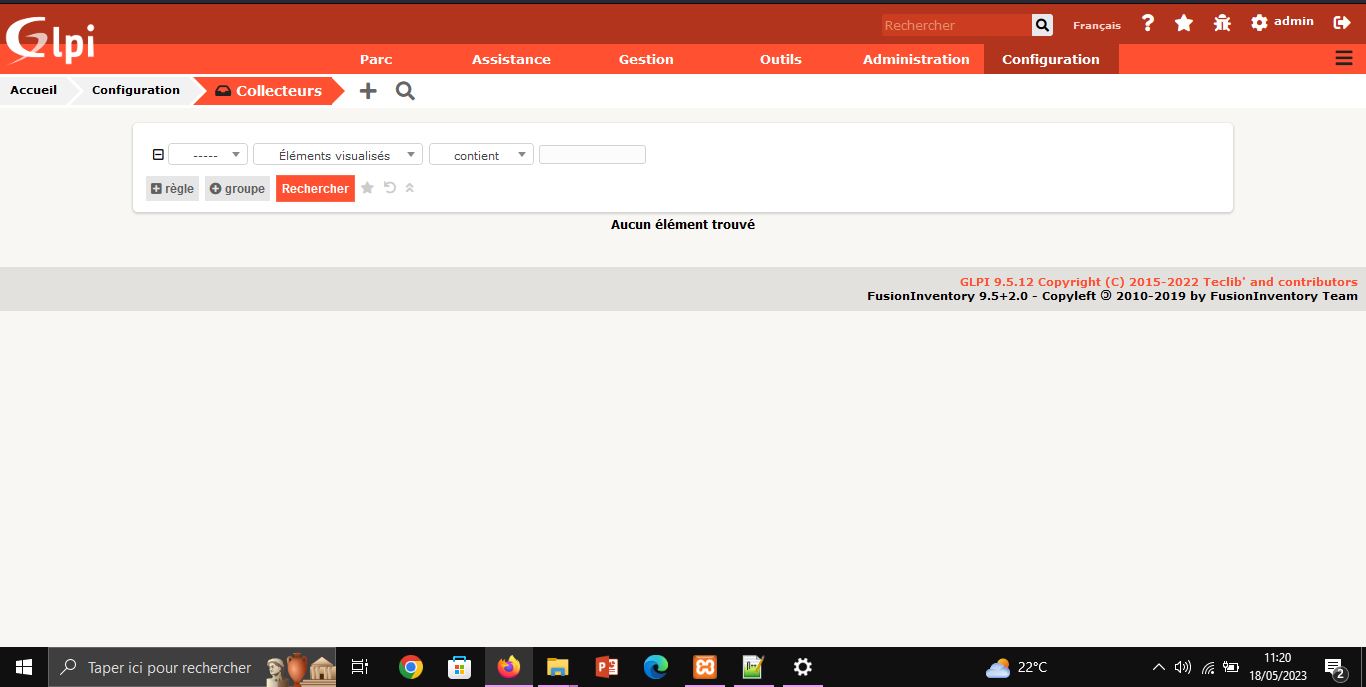 Glpi
Rechercher
Français
?
admin
Parc
Assistance
Gestion
Outils
Administration
Configuration
Accueil
Configuration
Collecteurs
-----
Éléments visualisés
contient
règle
groupe
Rechercher
Aucun élément trouvé
GLPI 9.5.12 Copyright (C) 2015-2022 Teclib' and contributors
FusionInventory 9.5+2.0 - Copyleft 🄯 2010-2019 by FusionInventory Team
Taper ici pour rechercher
22°C
11:20
18/05/2023
2